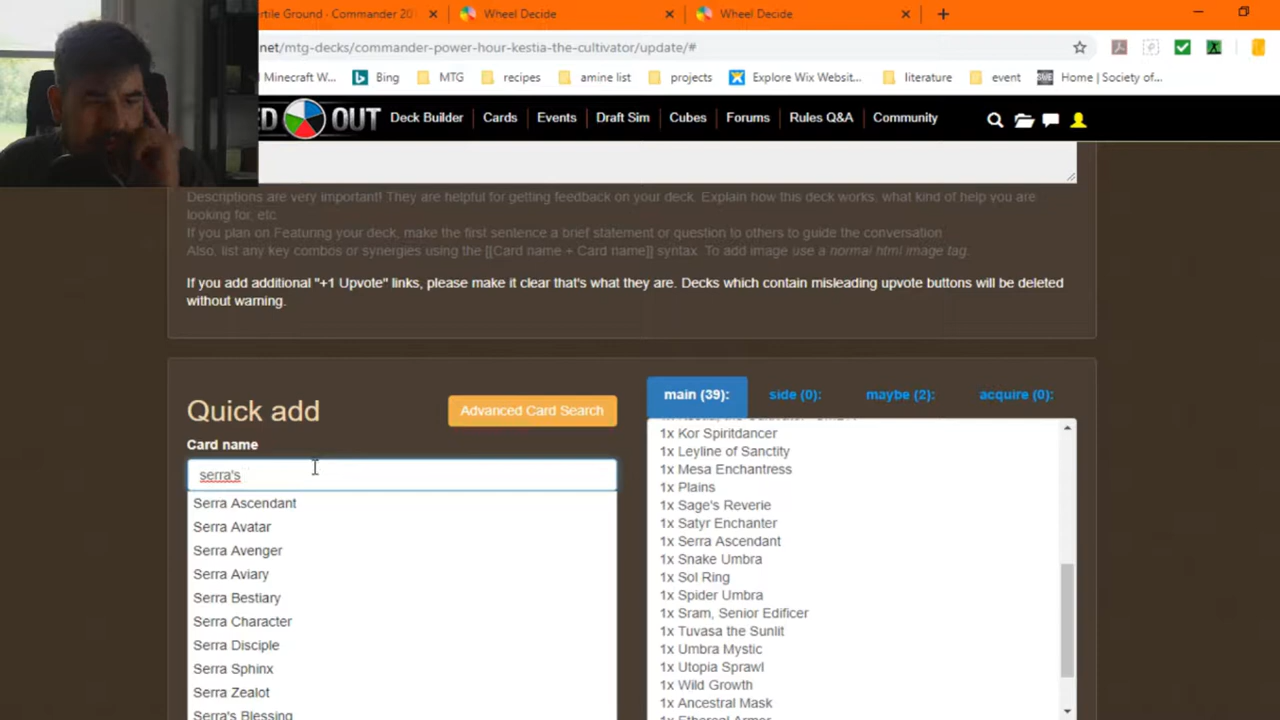 ertile Ground - Commander 20
Wheel Decide
Wheel Decide
net/mtg-decks/commander-power-hour-kestia-the-cultivator/update/#
Minecraft W...
Bing
MTG
recipes
amine list
projects
Explore Wix Websit...
literature
event
Home | Society of...
ED OUT
Deck Builder
Cards
Events
Draft Sim
Cubes
Forums
Rules Q&A
Community
Descriptions are very important! They are helpful for getting feedback on your deck. Explain how this deck works, what kind of help you are
looking for, etc
If you plan on Featuring your deck, make the first sentence a brief statement or question to others to guide the conversation
Also, list any key combos or synergies using the [[Card name + Card name]] syntax. To add image use a normal html image tag.
If you add additional "+1 Upvote" links, please make it clear that's what they are. Decks which contain misleading upvote buttons will be deleted
without warning.
Quick add
Advanced Card Search
Card name
serra's
Serra Ascendant
Serra Avatar
Serra Avenger
Serra Aviary
Serra Bestiary
Serra Character
Serra Disciple
Serra Sphinx
Serra Zealot
Serra's Blessing
main (39):
side (0):
maybe (2):
acquire (0):
1x Kor Spiritdancer
1x Leyline of Sanctity
1x Mesa Enchantress
1x Plains
1x Sage's Reverie
1x Satyr Enchanter
1x Serra Ascendant
1x Snake Umbra
1x Sol Ring
1x Spider Umbra
1x Sram, Senior Edificer
1x Tuvasa the Sunlit
1x Umbra Mystic
1x Utopia Sprawl
1x Wild Growth
1x Ancestral Mask
1x Ethereal Armor